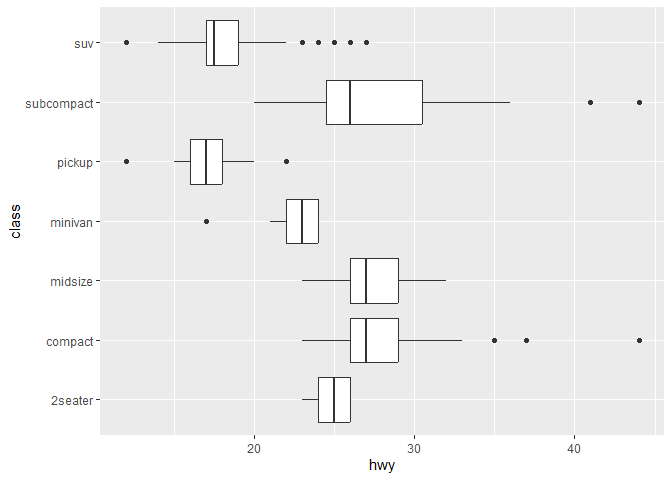 suv
subcompact
pickup
minivan
midsize
compact
2seater
class
20 30 40
hwy